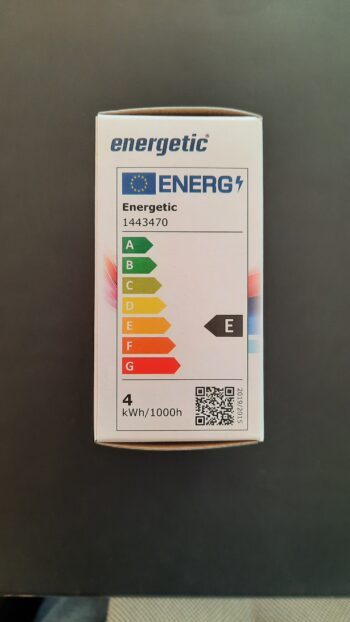 energetic®
ENERG
Energetic
1443470
A
B
C
D
E
E
F
G
4
kWh/1000h
2019/2015